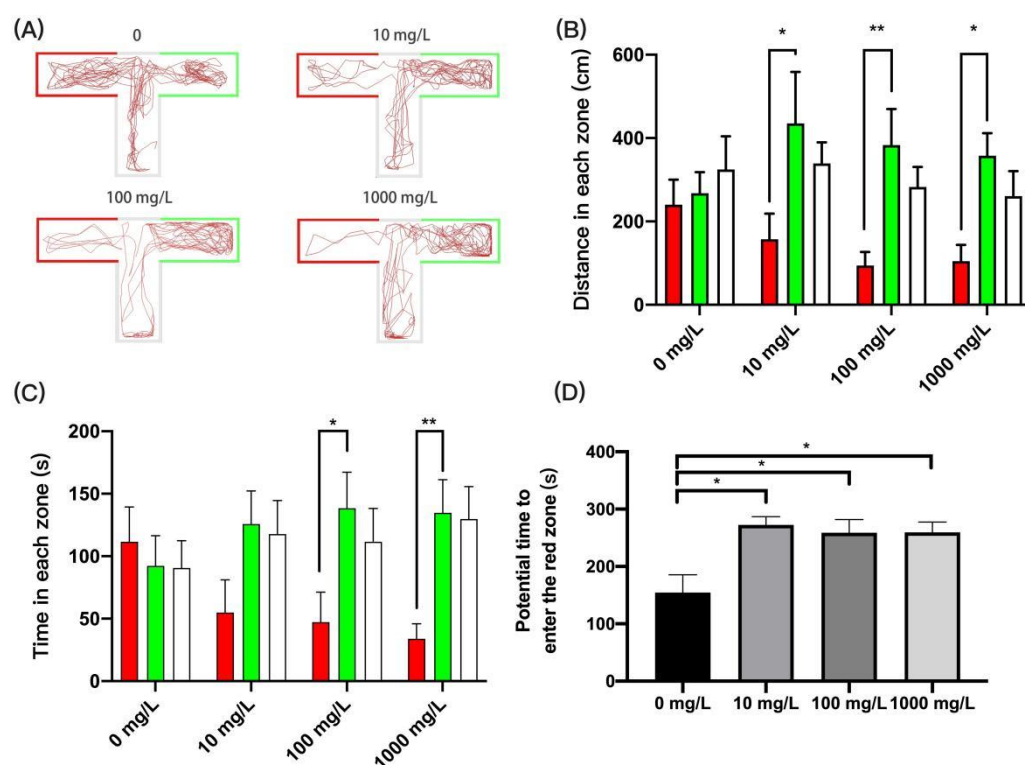 (A)
0
10 mg/L
100 mg/L
1000 mg/L
(B)
Distance in each zone (cm)
600
400
200
0
*
**
*
0 mg/L
10 mg/L
100 mg/L
1000 mg/L
(C)
Time in each zone (s)
200
150
100
50
0
*
**
0 mg/L
10 mg/L
100 mg/L
1000 mg/L
(D)
Potential time to
enter the red zone (s)
400
300
200
100
0
*
*
*
0 mg/L
10 mg/L
100 mg/L
1000 mg/L